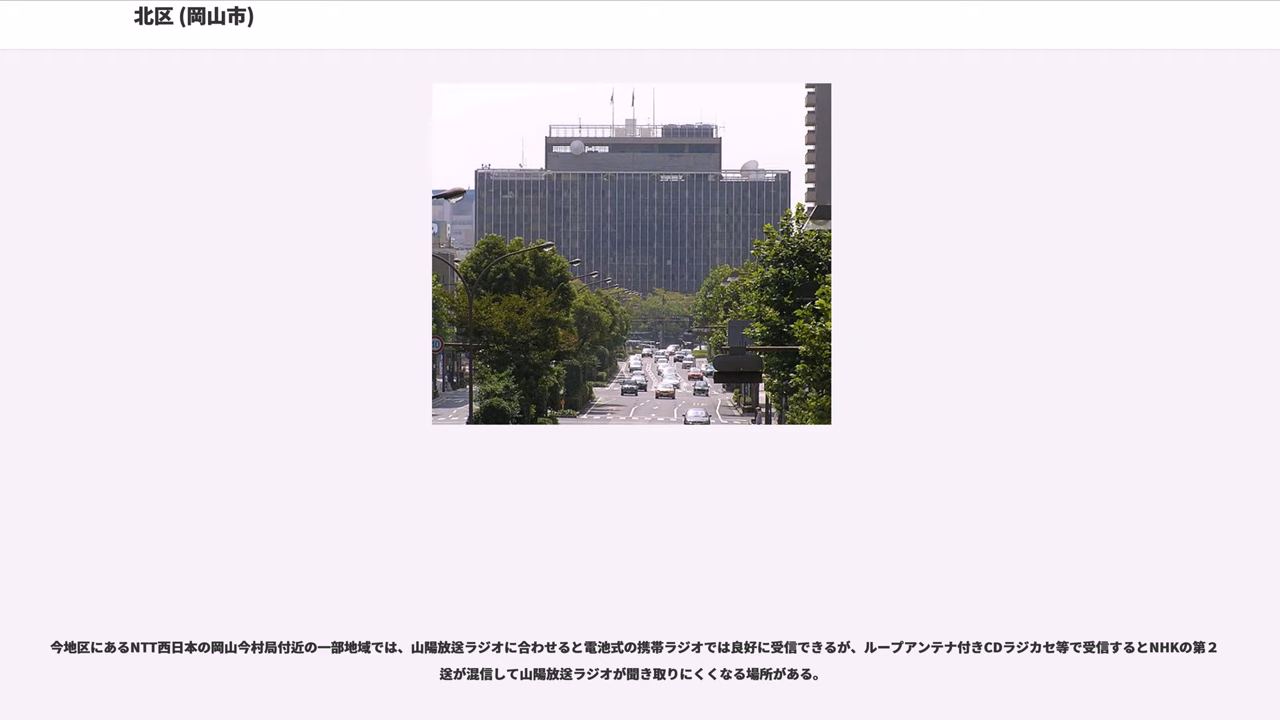 北区 (岡山市)
今地区にあるNTT西日本の岡山今村局付近の一部地域では、山陽放送ラジオに合わせると電池式の携帯ラジオでは良好に受信できるが、ループアンテナ付きCDラジカセ等で受信するとNHKの第２
送が混信して山陽放送ラジオが聞き取りにくくなる場所がある。